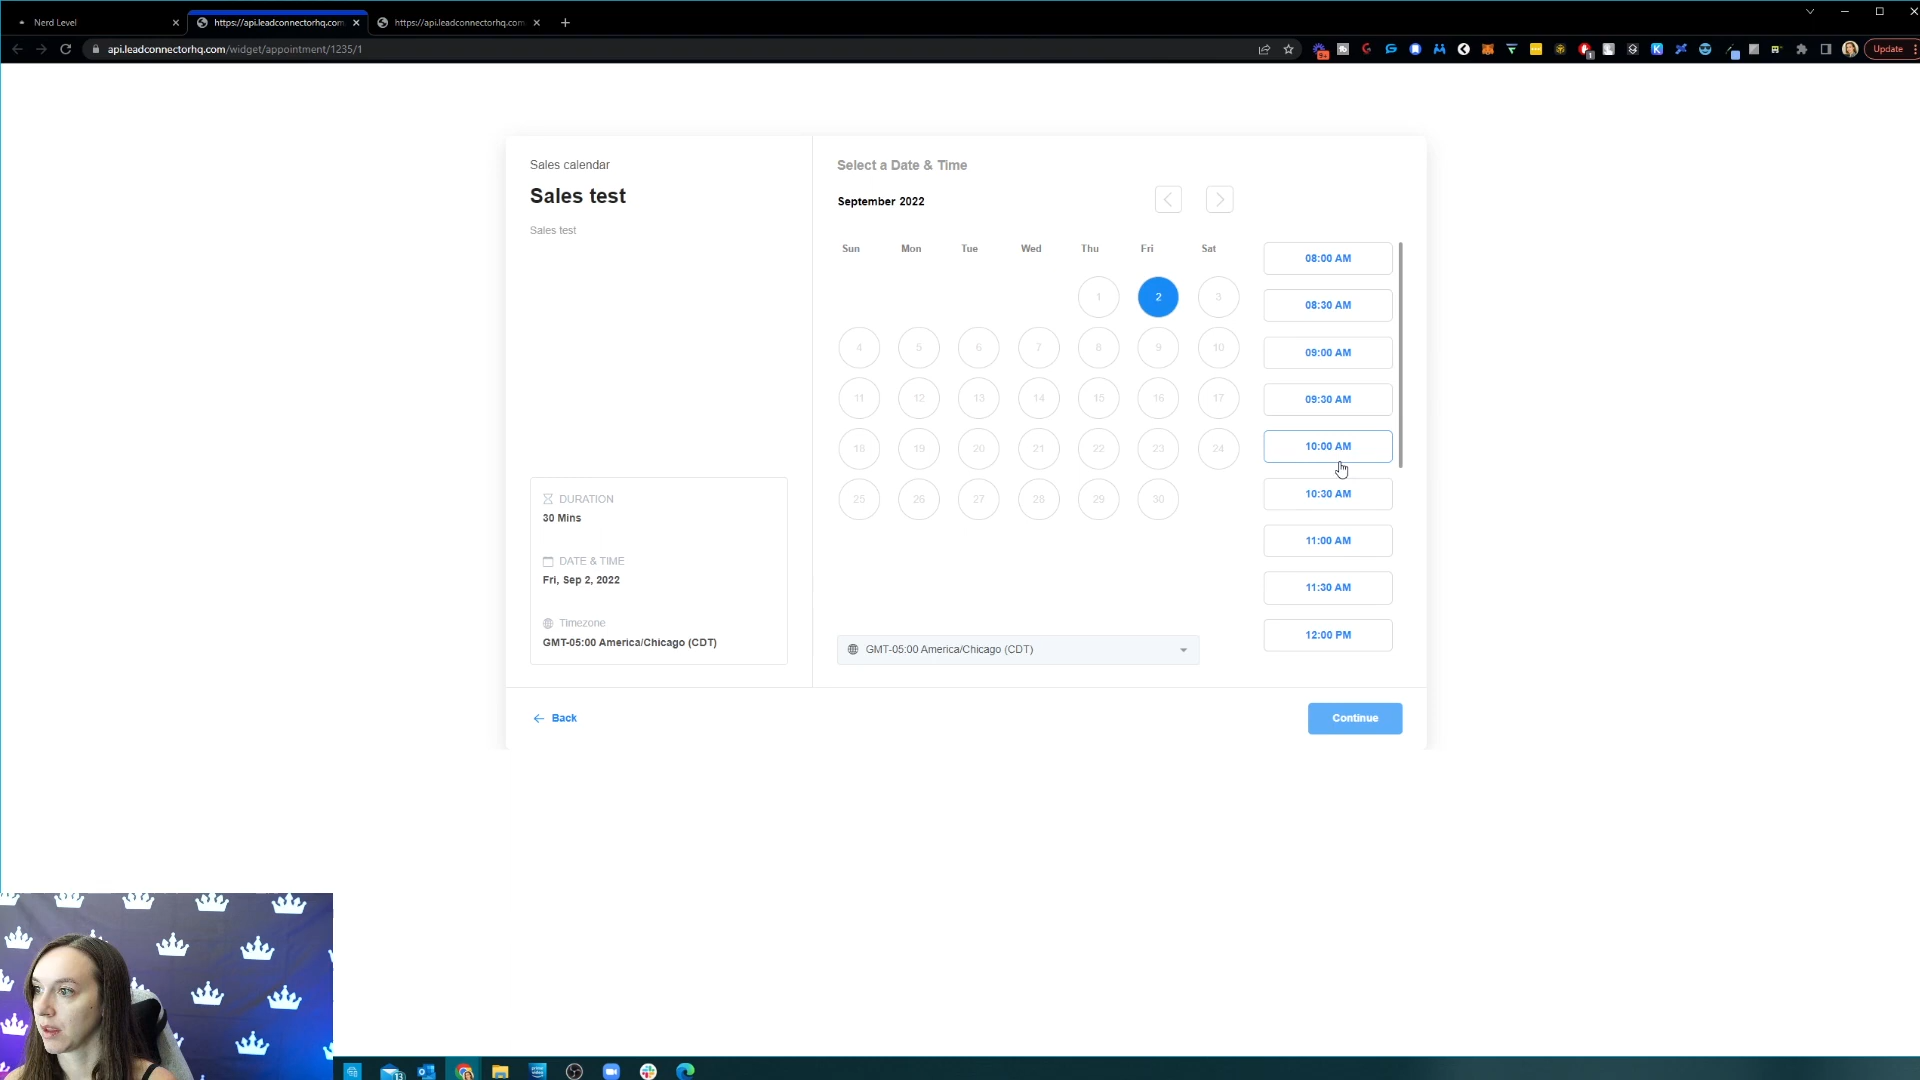 Nerd Level
https://api.leadconnectorhq.com
https://api.leadconnectorhq.com
api.leadconnectorhq.com/widget/appointment/1235/1
Update
Sales calendar
Sales test
Sales test
DURATION
30 Mins
DATE & TIME
Fri, Sep 2, 2022
Timezone
GMT-05:00 America/Chicago (CDT)
Select a Date & Time
September 2022
Sun Mon Tue Wed Thu Fri Sat
1 2 3
4 5 6 7 8 9 10
11 12 13 14 15 16 17
18 19 20 21 22 23 24
25 26 27 28 29 30
GMT-05:00 America/Chicago (CDT)
08:00 AM
08:30 AM
09:00 AM
09:30 AM
10:00 AM
10:30 AM
11:00 AM
11:30 AM
12:00 PM
Back
Continue
13